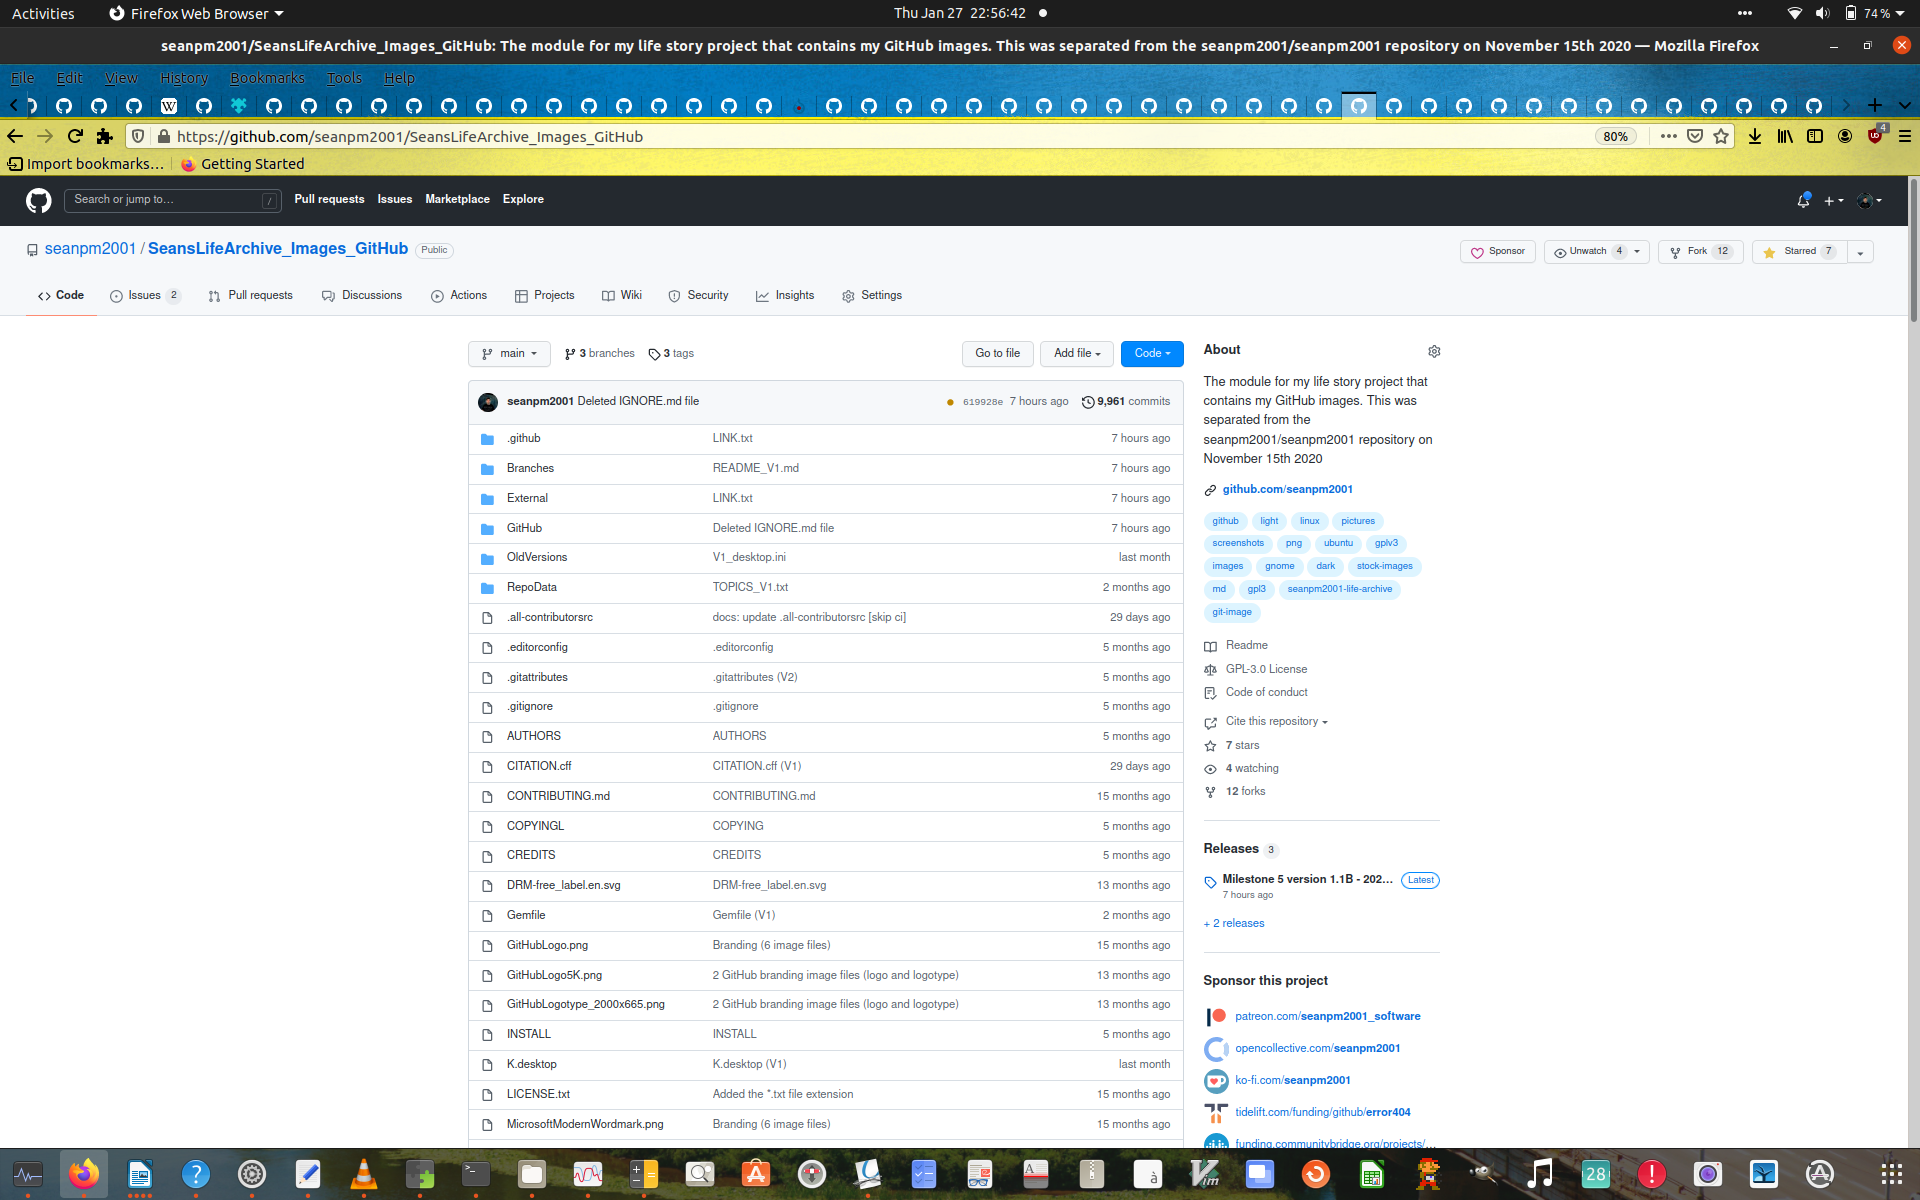 Activities Firefox Web Browser Thu Jan 27 22:56:42 74%
seanpm2001/SeansLifeArchive_Images_GitHub: The module for my life story project that contains my GitHub images. This was separated from the seanpm2001/seanpm2001 repository on November 15th 2020 — Mozilla Firefox
File Edit View History Bookmarks Tools Help
W
https://github.com/seanpm2001/SeansLifeArchive_Images_GitHub 80% 4
Import bookmarks… Getting Started
Search or jump to… / Pull requests Issues Marketplace Explore
seanpm2001 / SeansLifeArchive_Images_GitHub Public Sponsor Unwatch 4 Fork 12 Starred 7
Code Issues 2 Pull requests Discussions Actions Projects Wiki Security Insights Settings
main 3 branches 3 tags Go to file Add file Code
seanpm2001 Deleted IGNORE.md file 619928e 7 hours ago 9,961 commits
.github LINK.txt 7 hours ago
Branches README_V1.md 7 hours ago
External LINK.txt 7 hours ago
GitHub Deleted IGNORE.md file 7 hours ago
OldVersions V1_desktop.ini last month
RepoData TOPICS_V1.txt 2 months ago
.all-contributorsrc docs: update .all-contributorsrc [skip ci] 29 days ago
.editorconfig .editorconfig 5 months ago
.gitattributes .gitattributes (V2) 5 months ago
.gitignore .gitignore 5 months ago
AUTHORS AUTHORS 5 months ago
CITATION.cff CITATION.cff (V1) 29 days ago
CONTRIBUTING.md CONTRIBUTING.md 15 months ago
COPYINGL COPYING 5 months ago
CREDITS CREDITS 5 months ago
DRM-free_label.en.svg DRM-free_label.en.svg 13 months ago
Gemfile Gemfile (V1) 2 months ago
GitHubLogo.png Branding (6 image files) 15 months ago
GitHubLogo5K.png 2 GitHub branding image files (logo and logotype) 13 months ago
GitHubLogotype_2000x665.png 2 GitHub branding image files (logo and logotype) 13 months ago
INSTALL INSTALL 5 months ago
K.desktop K.desktop (V1) last month
LICENSE.txt Added the *.txt file extension 15 months ago
MicrosoftModernWordmark.png Branding (6 image files) 15 months ago
About
The module for my life story project that
contains my GitHub images. This was
separated from the
seanpm2001/seanpm2001 repository on
November 15th 2020
github.com/seanpm2001
github light linux pictures
screenshots png ubuntu gplv3
images gnome dark stock-images
md gpl3 seanpm2001-life-archive
git-image
Readme
GPL-3.0 License
Code of conduct
Cite this repository
7 stars
4 watching
12 forks
Releases 3
Milestone 5 version 1.1B - 202… Latest
7 hours ago
+ 2 releases
Sponsor this project
patreon.com/seanpm2001_software
opencollective.com/seanpm2001
ko-fi.com/seanpm2001
tidelift.com/funding/github/error404
funding.communitybridge.org/projects/…
28